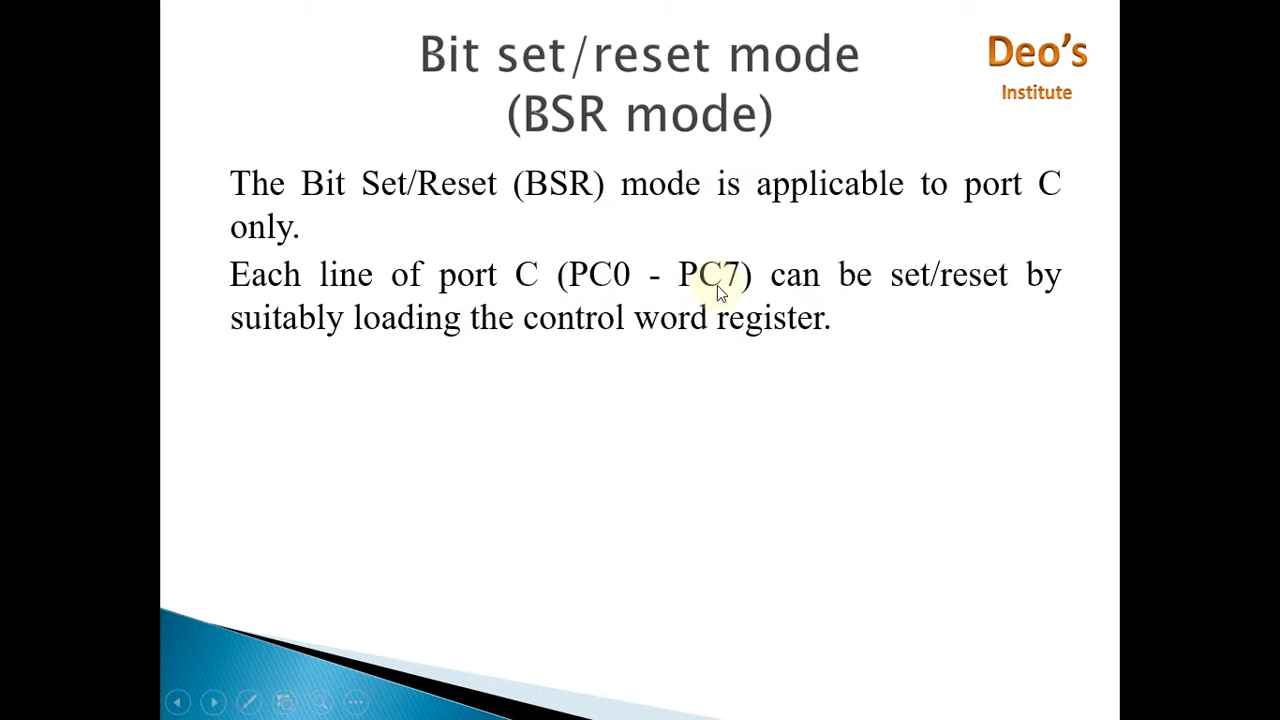 Bit set/reset mode
(BSR mode)
Deo's
Institute
The Bit Set/Reset (BSR) mode is applicable to port C
only.
Each line of port C (PC0 - PC7) can be set/reset by
suitably loading the control word register.